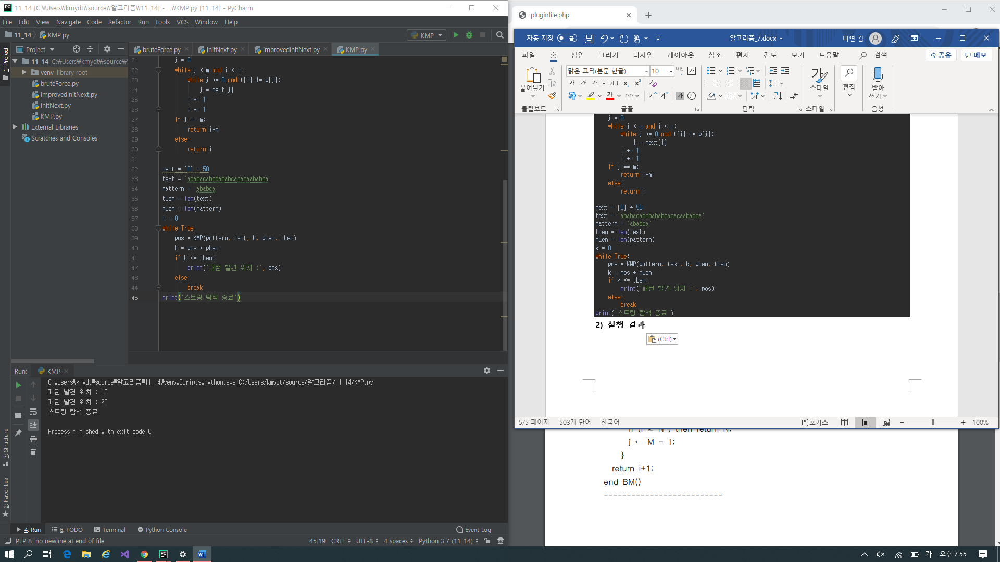 11_14 [C:₩Users₩kmydt₩source₩알고리즘₩11_14] - ...₩KMP.py [11_14] - PyCharm
File Edit View Navigate Code Refactor Run Tools VCS Window Help
11_14 KMP.py
KMP
1: Project
Project
bruteForce.py
initNext.py
improvedInitNext.py
KMP.py
11_14 C:₩Users₩kmydt₩source₩
venv library root
bruteForce.py
improvedInitNext.py
initNext.py
KMP.py
External Libraries
Scratches and Consoles
21 j = 0
22 while j < m and i < n:
23 while j >= 0 and t[i] != p[j]:
24 j = next[j]
25 i += 1
26 j += 1
27 if j == m:
28 return i-m
29 else:
30 return i
31
32 next = [0] * 50
33 text = 'ababacabcbababcacacaababca'
34 pattern = 'ababca'
35 tLen = len(text)
36 pLen = len(pattern)
37 k = 0
38 while True:
39 pos = KMP(pattern, text, k, pLen, tLen)
40 k = pos + pLen
41 if k <= tLen:
42 print('패턴 발견 위치 :', pos)
43 else:
44 break
45 print('스트링 탐색 종료')
Run: KMP
C:₩Users₩kmydt₩source₩알고리즘₩11_14₩venv₩Scripts₩python.exe C:/Users/kmydt/source/알고리즘/11_14/KMP.py
패턴 발견 위치 : 10
패턴 발견 위치 : 20
스트링 탐색 종료
Process finished with exit code 0
7: Structure
2: Favorites
4: Run 6: TODO Terminal Python Console Event Log
PEP 8: no newline at end of file 45:19 CRLF UTF-8 4 spaces Python 3.7 (11_14)
pluginfile.php
자동 저장 끔 알고리즘_7.docx 미연 김
파일 홈 삽입 그리기 디자인 레이아웃 참조 편지 검토 보기 도움말 검색 공유 메모
붙여넣기
맑은 고딕(본문 한글) 10
가 가 가 가나 x₂ x²
스타일
편집
받아
쓰기
클립보드 글꼴 단락 스타일 음성
j = 0
while j < m and i < n:
while j >= 0 and t[i] != p[j]:
j = next[j]
i += 1
j += 1
if j == m:
return i-m
else:
return i
next = [0] * 50
text = 'ababacabcbababcacacaababca'
pattern = 'ababca'
tLen = len(text)
pLen = len(pattern)
k = 0
while True:
pos = KMP(pattern, text, k, pLen, tLen)
k = pos + pLen
if k <= tLen:
print('패턴 발견 위치 :', pos)
else:
break
print('스트링 탐색 종료')
2) 실행 결과
(Ctrl)
5/5 페이지 503개 단어 한국어 포커스 100%
if (i ≥ N ) then return N;
j ← M - 1;
}
return i+1;
end BM()
--------------------------
가 오후 7:55